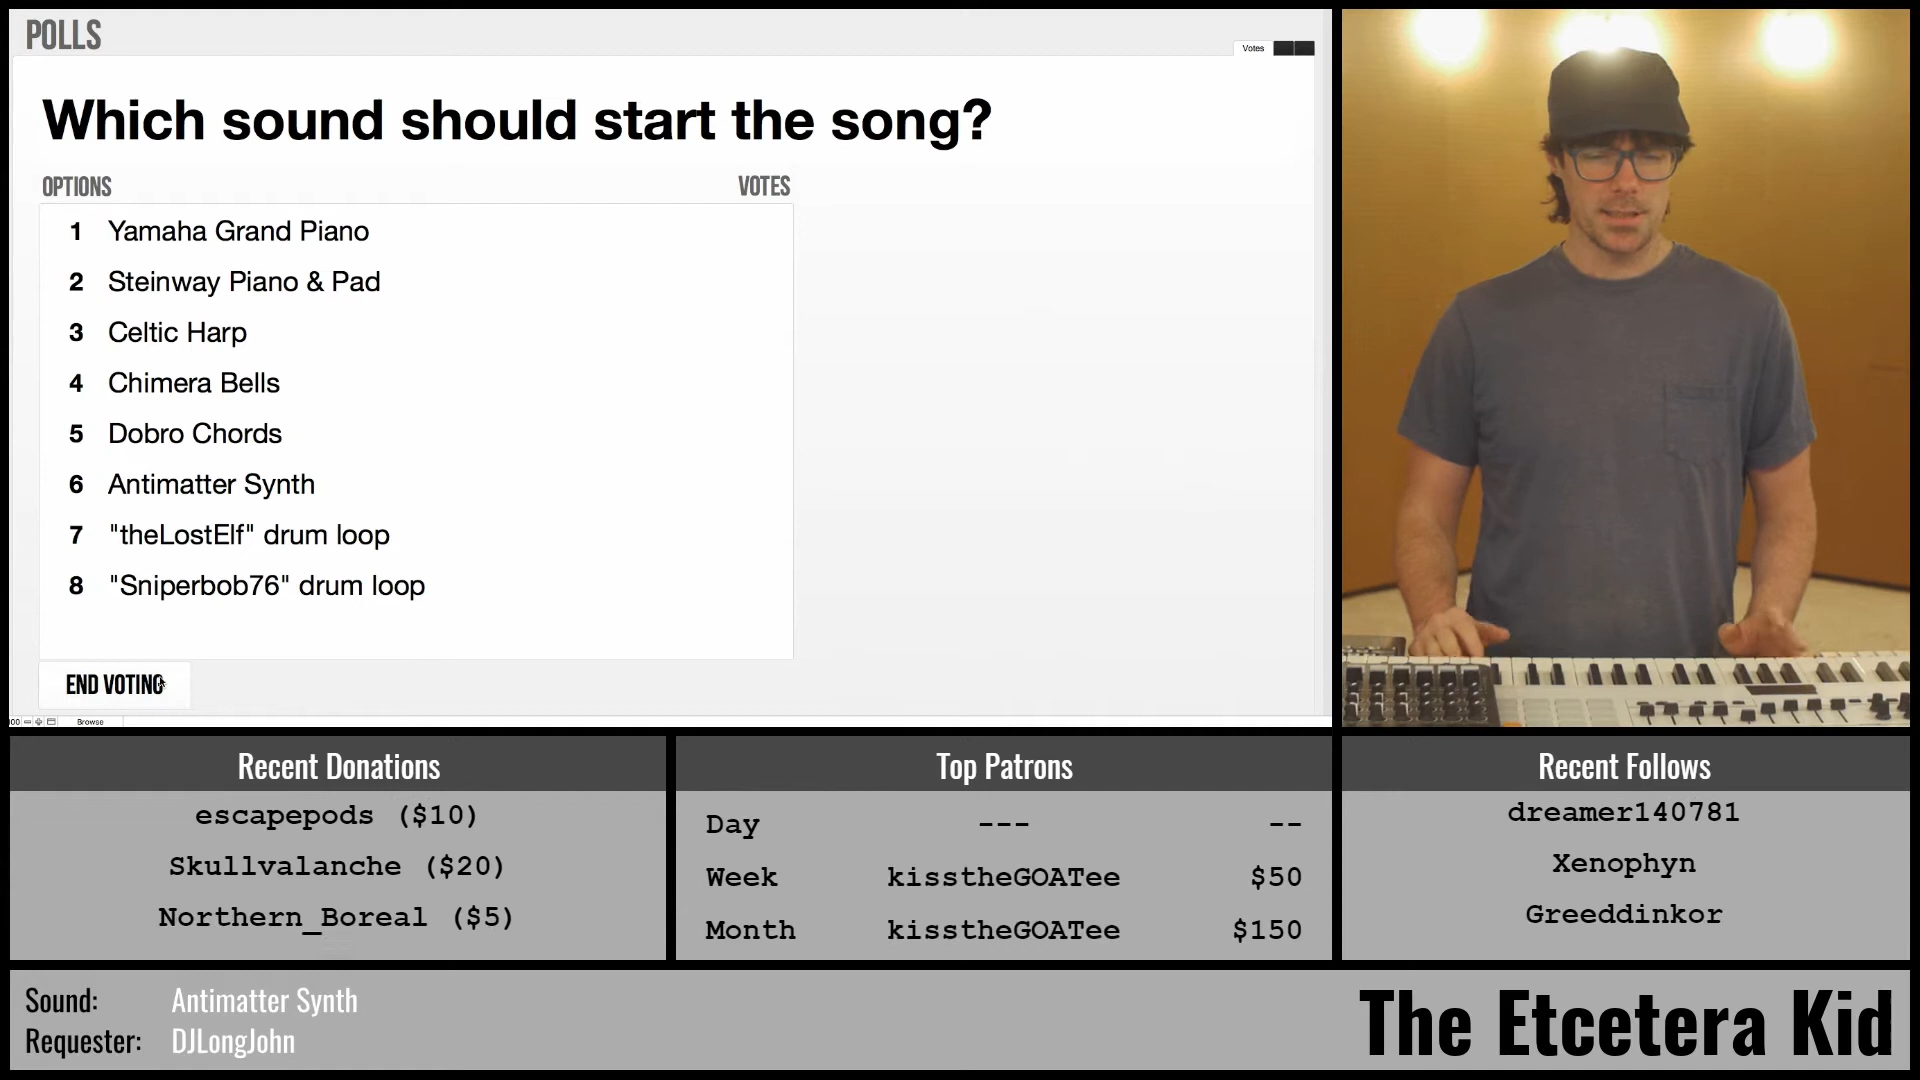 POLLS
Votes
Which sound should start the song?
OPTIONS VOTES
1 Yamaha Grand Piano
2 Steinway Piano & Pad
3 Celtic Harp
4 Chimera Bells
5 Dobro Chords
6 Antimatter Synth
7 "theLostElf" drum loop
8 "Sniperbob76" drum loop
END VOTING
Browse
Recent Donations
escapepods ($10)
Skullvalanche ($20)
Northern_Boreal ($5)
Top Patrons
Day --- --
Week kisstheGOATee $50
Month kisstheGOATee $150
Recent Follows
dreamer140781
Xenophyn
Greeddinkor
Sound: Antimatter Synth
Requester: DJLongJohn
The Etcetera Kid